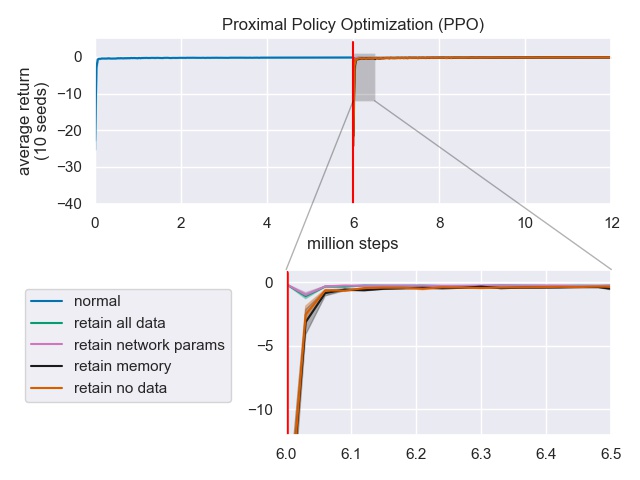 Proximal Policy Optimization (PPO)
average return
(10 seeds)
0
−10
−20
−30
−40
0 2 4 6 8 10 12
million steps
normal
retain all data
retain network params
retain memory
retain no data
0
−5
−10
6.0 6.1 6.2 6.3 6.4 6.5